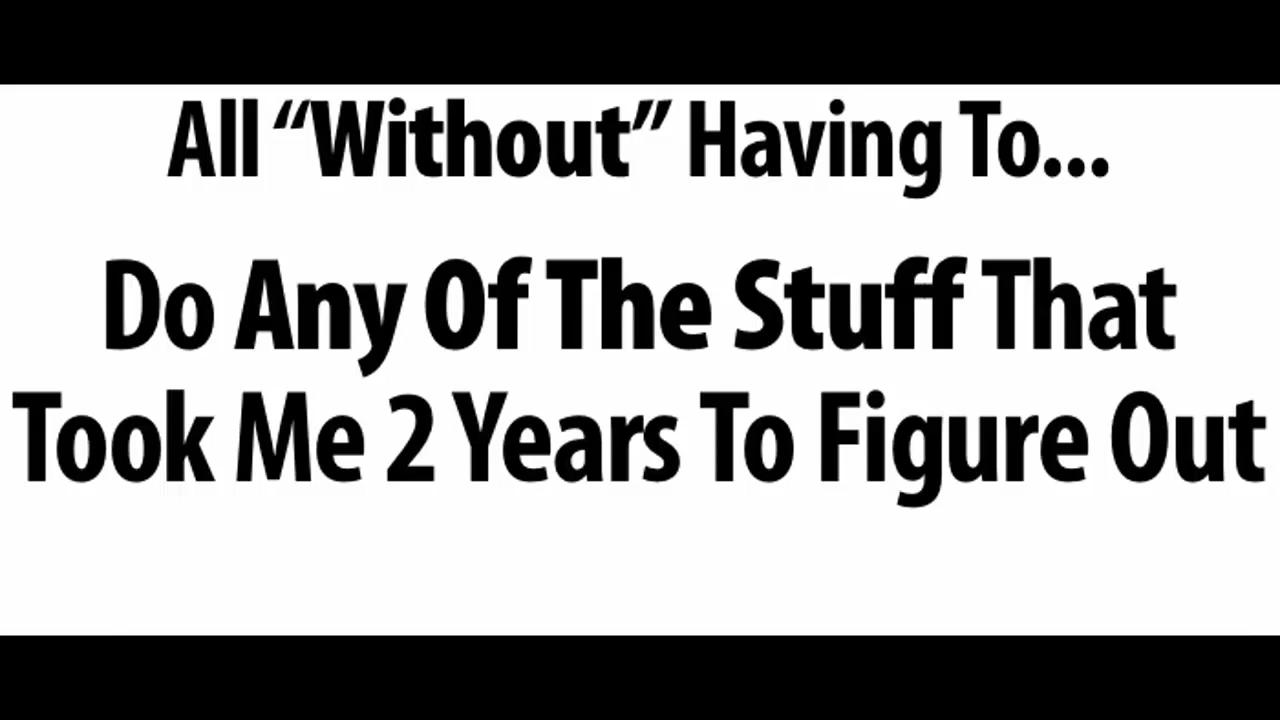 All “Without” Having To...
Do Any Of The Stuff That
Took Me 2 Years To Figure Out